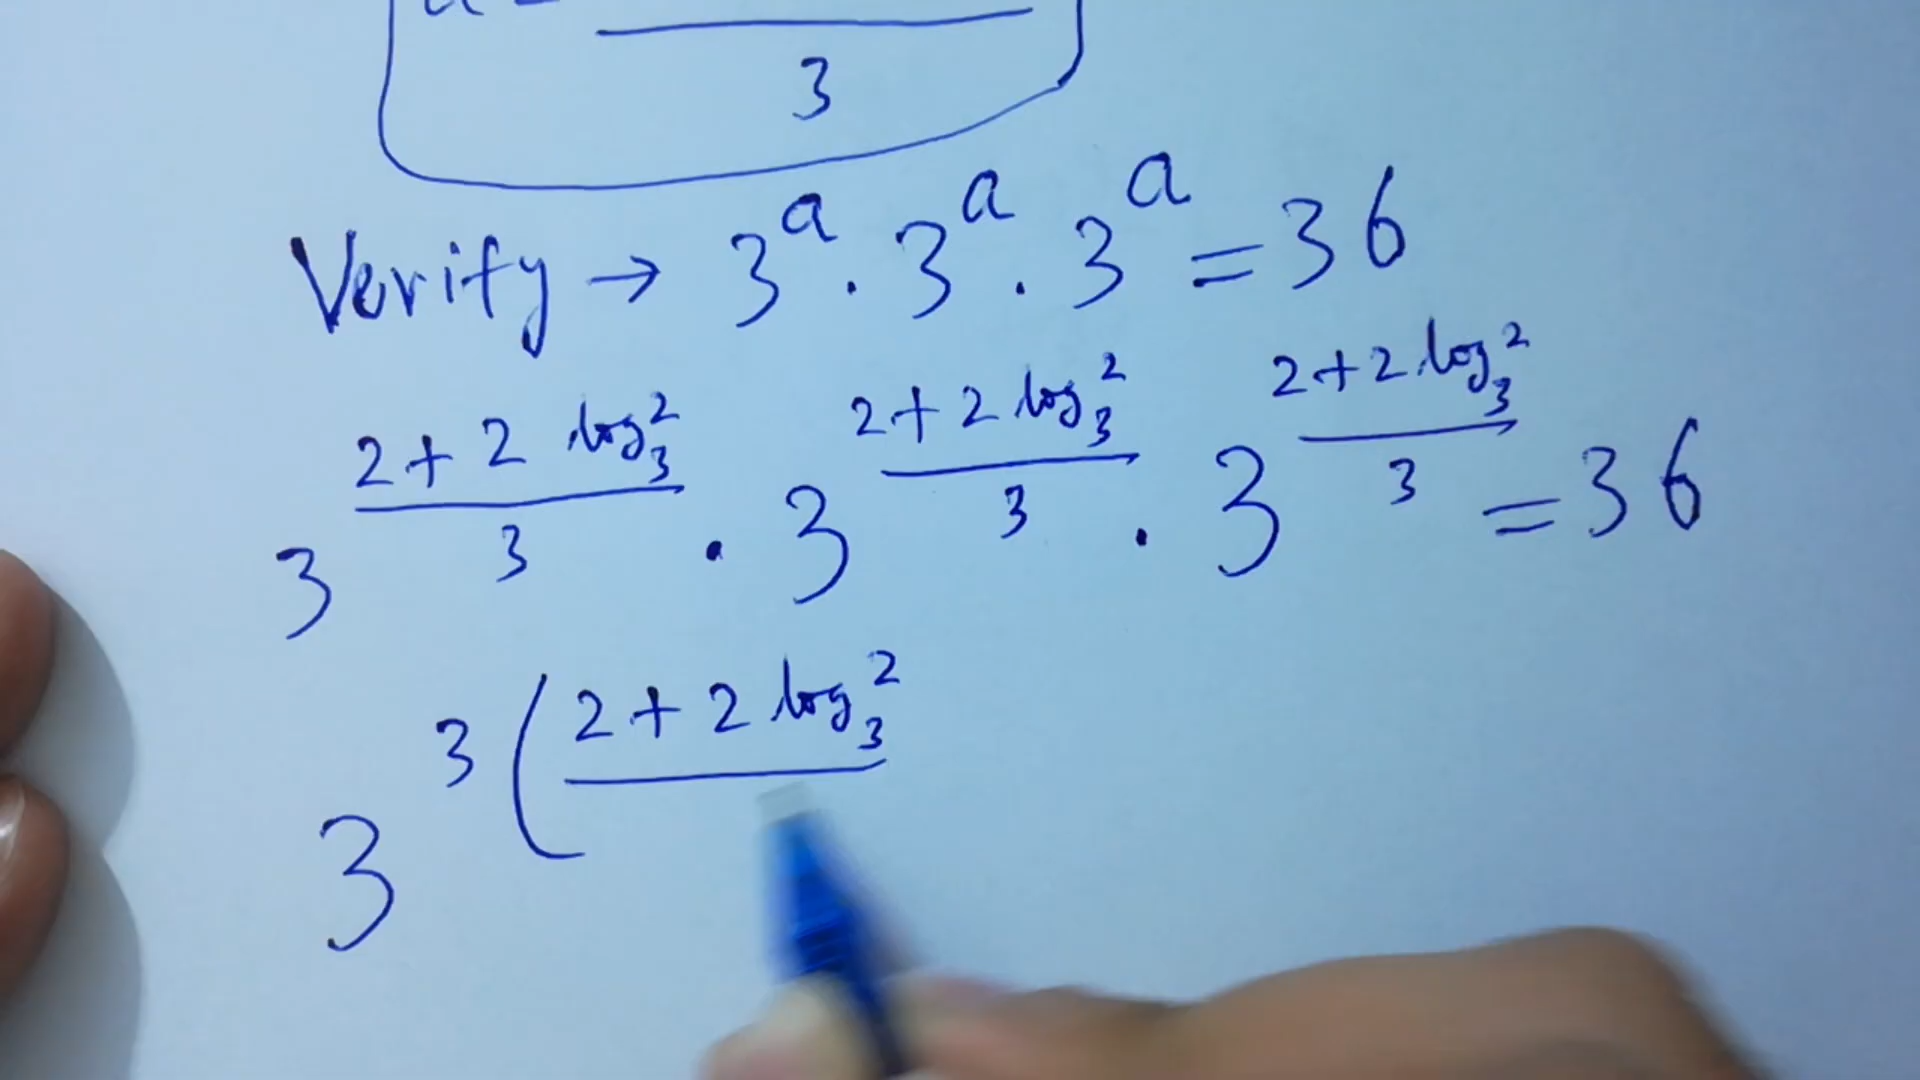 3
Verify → 3^a . 3^a . 3^a = 36
3^((2 + 2 log_3^2)/3) . 3^((2 + 2 log_3^2)/3) . 3^((2 + 2 log_3^2)/3) = 36
3^(3 ((2 + 2 log_3^2)/